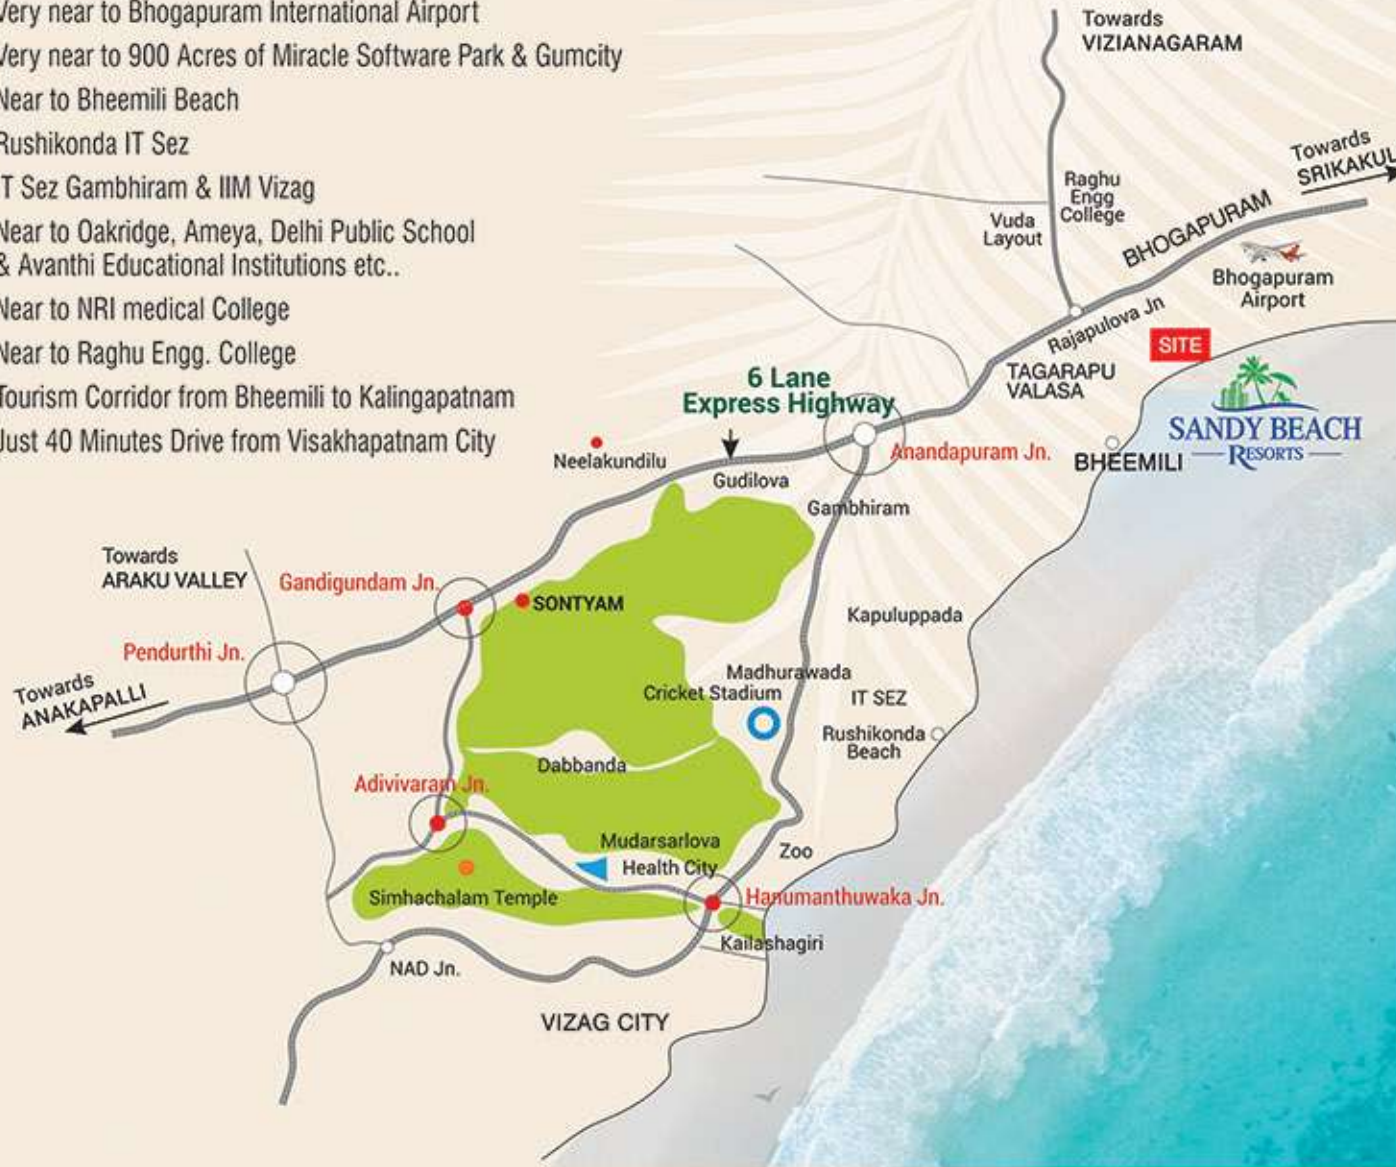 Very near to Bhogapuram International Airport
Very near to 900 Acres of Miracle Software Park & Gumcity
Near to Bheemili Beach
Rushikonda IT Sez
IT Sez Gambhiram & IIM Vizag
Near to Oakridge, Ameya, Delhi Public School
& Avanthi Educational Institutions etc..
Near to NRI medical College
Near to Raghu Engg. College
Tourism Corridor from Bheemili to Kalingapatnam
Just 40 Minutes Drive from Visakhapatnam City
Towards
VIZIANAGARAM
Towards
SRIKAKUL
Raghu
Engg
College
Vuda
Layout
BHOGAPURAM
Bhogapuram
Airport
Rajapulova Jn
SITE
TAGARAPU
VALASA
SANDY BEACH
RESORTS
6 Lane
Express Highway
Anandapuram Jn.
BHEEMILI
Neelakundilu
Gudilova
Gambhiram
Towards
ARAKU VALLEY
Gandigundam Jn.
SONTYAM
Kapuluppada
Pendurthi Jn.
Towards
ANAKAPALLI
Madhurawada
Cricket Stadium
IT SEZ
Rushikonda
Beach
Dabbanda
Adivivaram Jn.
Mudarsarlova
Health City
Zoo
Simhachalam Temple
Hanumanthuwaka Jn.
Kailashagiri
NAD Jn.
VIZAG CITY